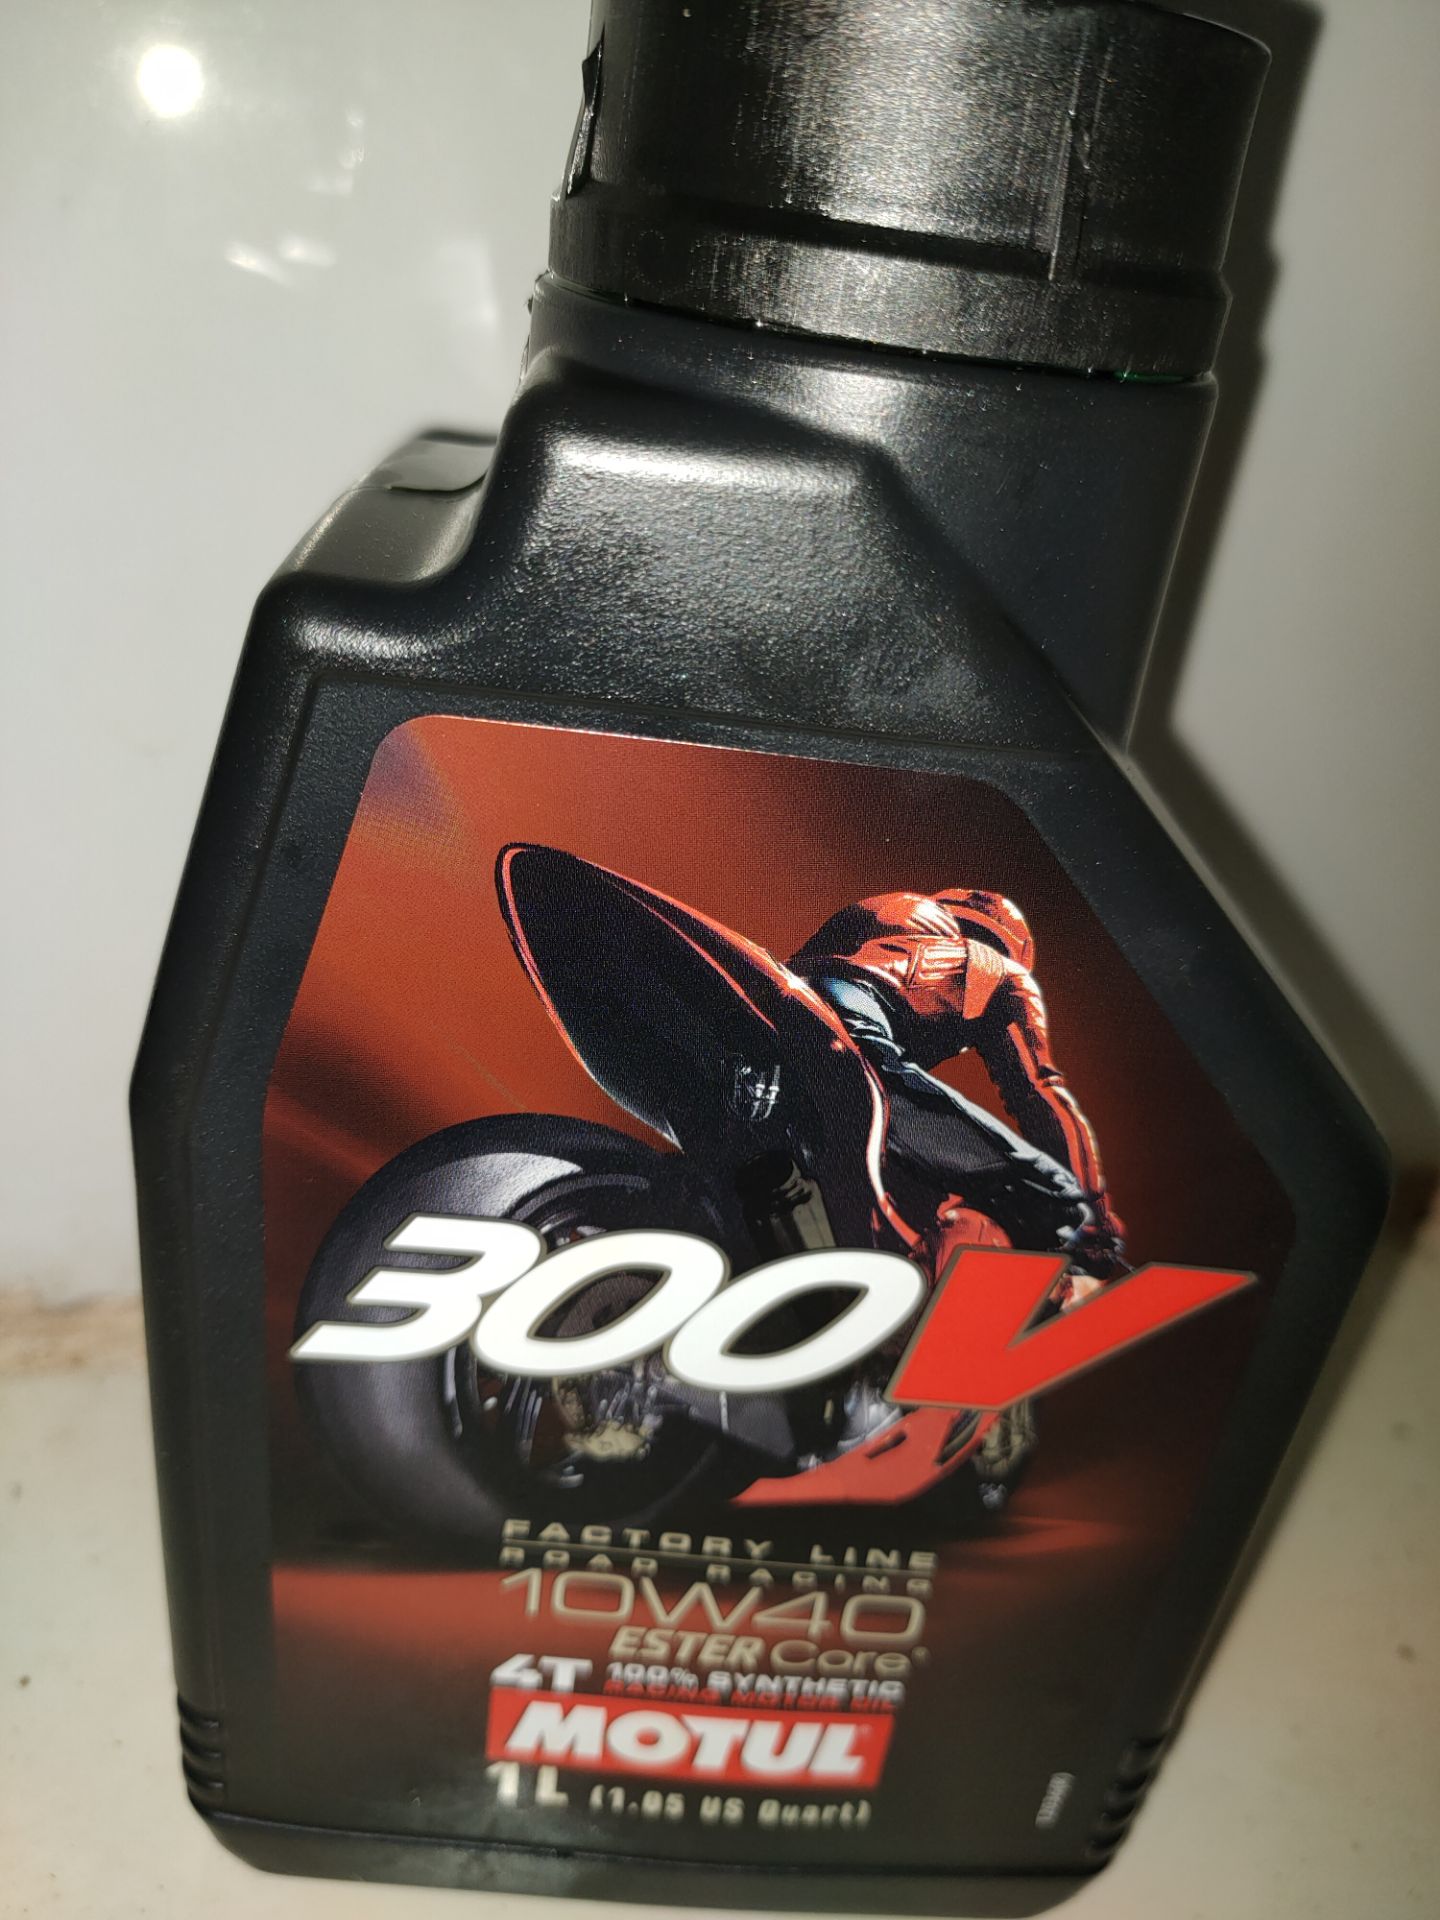 300V
FACTORY LINE
ROAD RACING
10W40
ESTER Core®
4T 100% SYNTHETIC
RACING MOTOR OIL
MOTUL
1 L (1.05 US Quart)